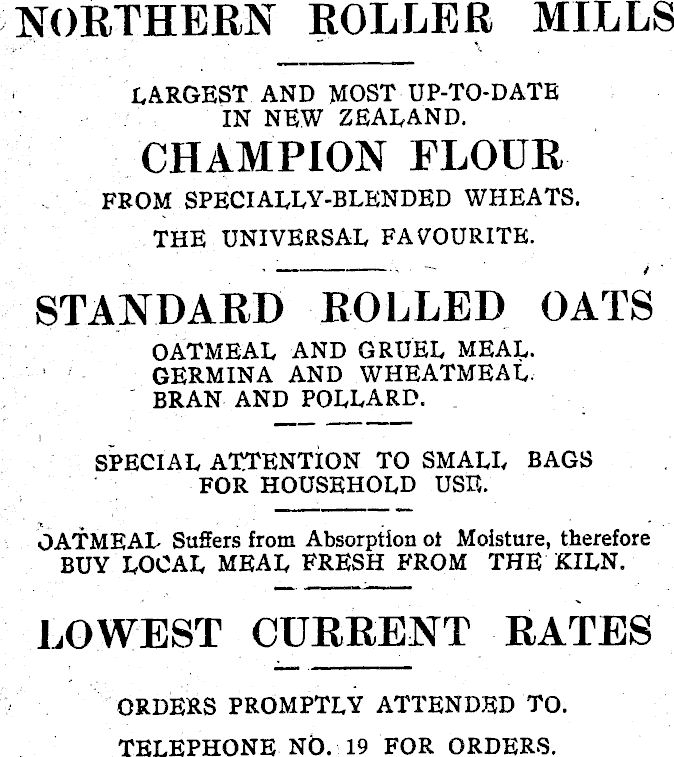 NORTHERN ROLLER MILLS
LARGEST AND MOST UP-TO-DATE
IN NEW ZEALAND.
CHAMPION FLOUR
FROM SPECIALLY-BLENDED WHEATS.
THE UNIVERSAL FAVOURITE.
STANDARD ROLLED OATS
OATMEAL AND GRUEL MEAL.
GERMINA AND WHEATMEAL.
BRAN AND POLLARD.
SPECIAL ATTENTION TO SMALL BAGS
FOR HOUSEHOLD USE.
OATMEAL Suffers from Absorption of Moisture, therefore
BUY LOCAL MEAL FRESH FROM THE KILN.
LOWEST CURRENT RATES
ORDERS PROMPTLY ATTENDED TO.
TELEPHONE NO. 19 FOR ORDERS.